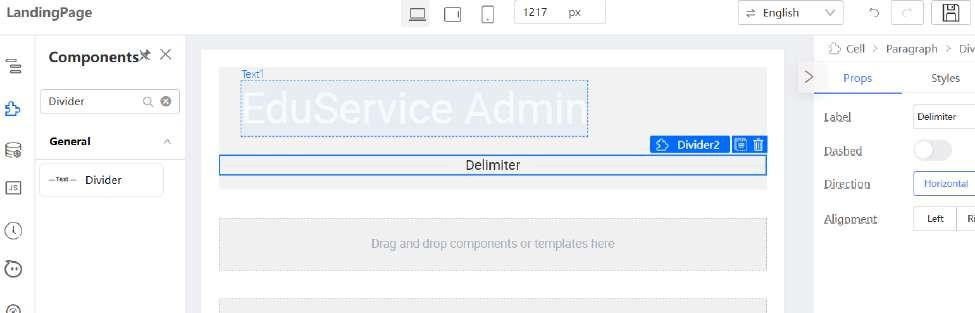 LandingPage
1217 px
English
Components
Divider
General
Text Divider
Text1
EduService Admin
Divider2
Delimiter
Drag and drop components or templates here
Cell > Paragraph >
Props Styles
Label Delimiter
Dashed
Direction Horizontal
Alignment Left
JS